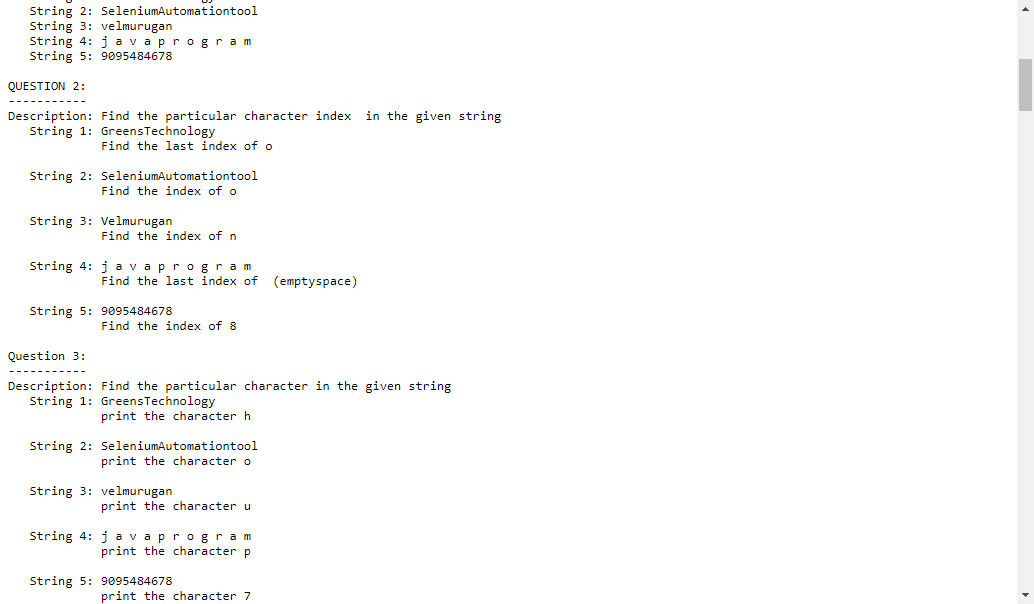 String 2: SeleniumAutomationtool
String 3: velmurugan
String 4: j a v a p r o g r a m
String 5: 9095484678
QUESTION 2:
-----------
Description: Find the particular character index  in the given string
String 1: GreensTechnology
Find the last index of o
String 2: SeleniumAutomationtool
Find the index of o
String 3: Velmurugan
Find the index of n
String 4: j a v a p r o g r a m
Find the last index of  (emptyspace)
String 5: 9095484678
Find the index of 8
Question 3:
-----------
Description: Find the particular character in the given string
String 1: GreensTechnology
print the character h
String 2: SeleniumAutomationtool
print the character o
String 3: velmurugan
print the character u
String 4: j a v a p r o g r a m
print the character p
String 5: 9095484678
print the character 7